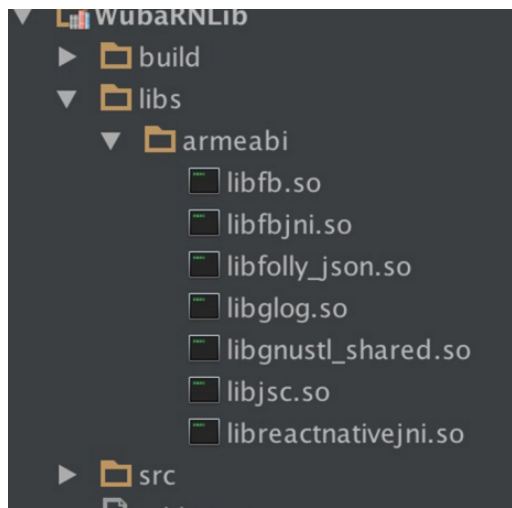 WubaRNLib
build
libs
armeabi
libfb.so
libfbjni.so
libfolly_json.so
libglog.so
libgnustl_shared.so
libjsc.so
libreactnativejni.so
src